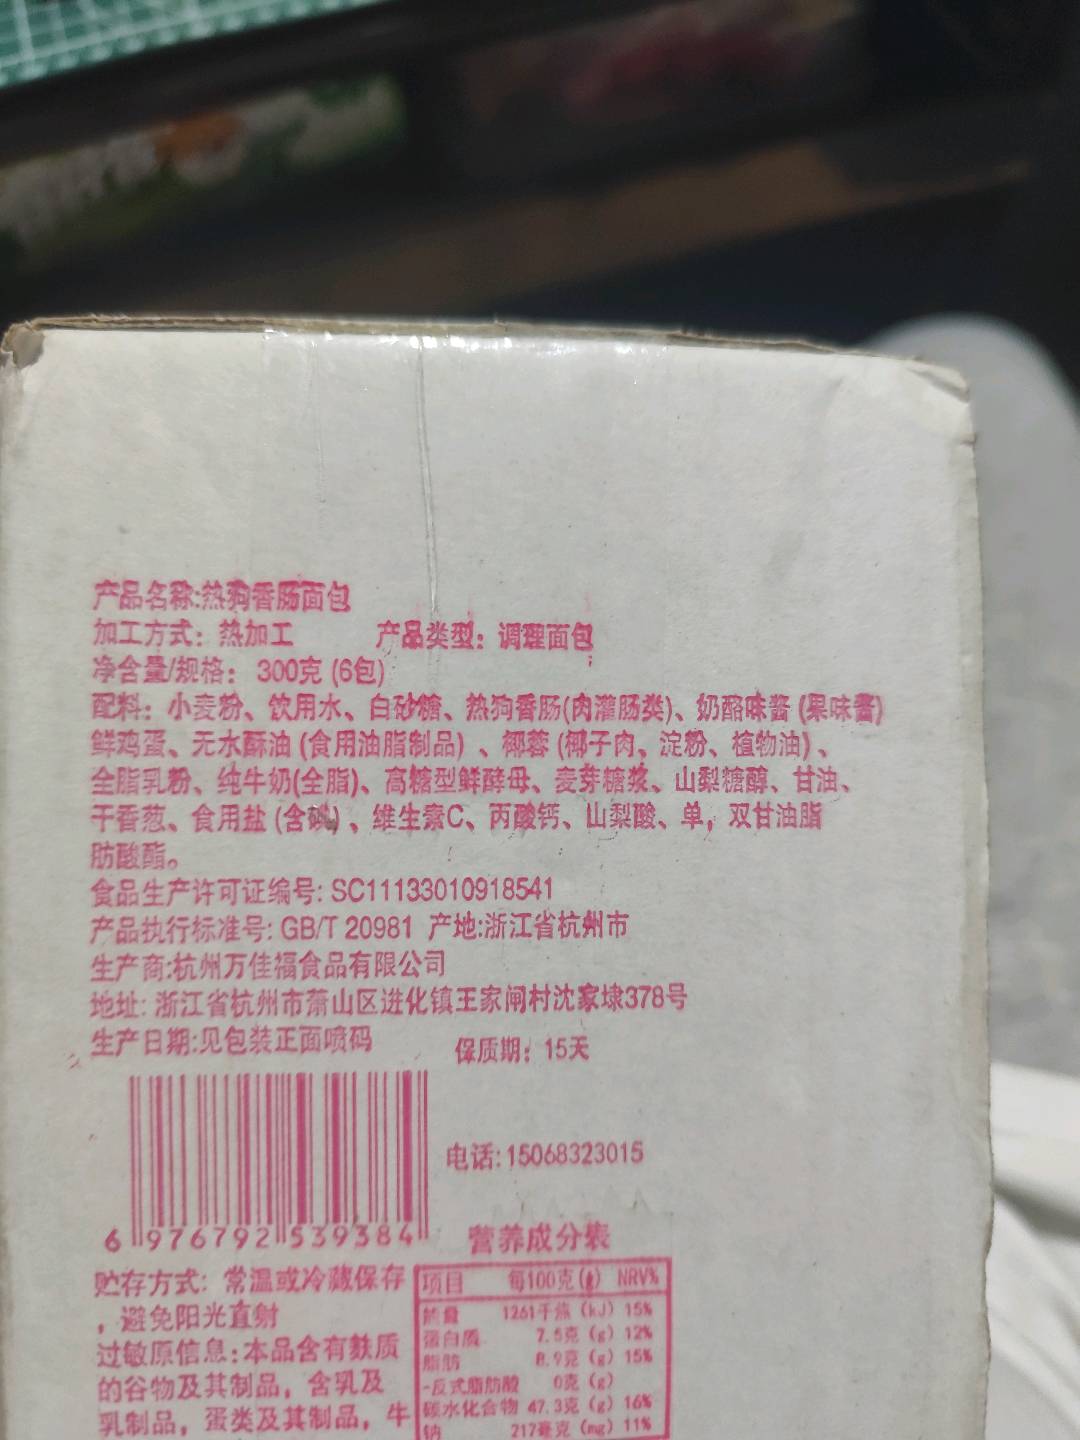 产品名称:热狗香肠面包
加工方式：热加工 产品类型：调理面包
净含量/规格：300克 (6包)
配料：小麦粉、饮用水、白砂糖、热狗香肠(肉灌肠类)、奶酪味酱 (果味酱)
鲜鸡蛋、无水酥油 (食用油脂制品) 、椰蓉 (椰子肉、淀粉、植物油) 、
全脂乳粉、纯牛奶(全脂)、高糖型鲜酵母、麦芽糖浆、山梨糖醇、甘油、
干香葱、食用盐 (含碘) 、维生素C、丙酸钙、山梨酸、单，双甘油脂
肪酸酯。
食品生产许可证编号: SC11133010918541
产品执行标准号: GB/T 20981 产地:浙江省杭州市
生产商:杭州万佳福食品有限公司
地址: 浙江省杭州市萧山区进化镇王家闸村沈家埭378号
生产日期:见包装正面喷码 保质期：15天
电话:15068323015
6 976792 539384
贮存方式：常温或冷藏保存
，避免阳光直射
过敏原信息:本品含有麸质
的谷物及其制品，含乳及
乳制品，蛋类及其制品，牛
营养成分表
项目 每100克(g) NRV%
能量 1261千焦 (kJ) 15%
蛋白质 7.5克 (g) 12%
脂肪 8.9克 (g) 15%
-反式脂肪酸 0克 (g)
碳水化合物 47.3克 (g) 16%
钠 217毫克 (mg) 11%